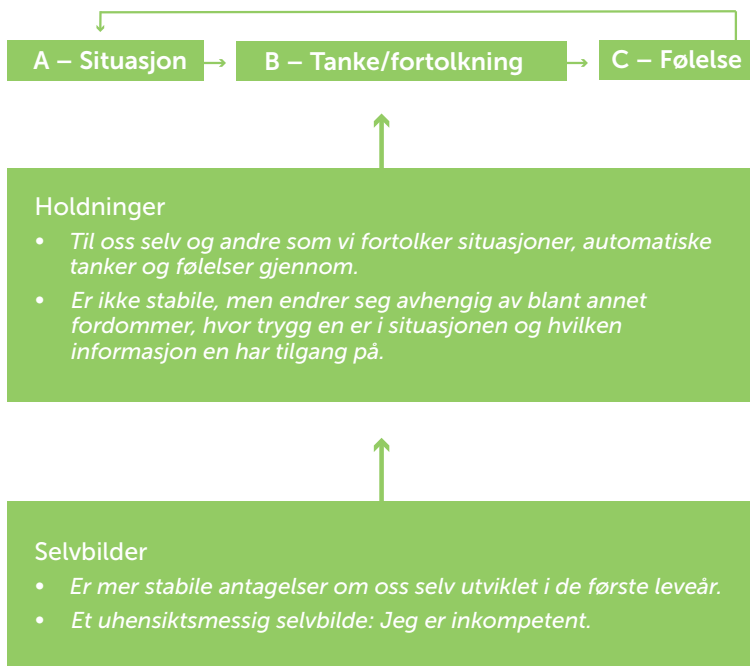 A – Situasjon
B – Tanke/fortolkning
C – Følelse
Holdninger
• Til oss selv og andre som vi fortolker situasjoner, automatiske
tanker og følelser gjennom.
• Er ikke stabile, men endrer seg avhengig av blant annet
fordommer, hvor trygg en er i situasjonen og hvilken
informasjon en har tilgang på.
Selvbilder
• Er mer stabile antagelser om oss selv utviklet i de første leveår.
• Et uhensiktsmessig selvbilde: Jeg er inkompetent.